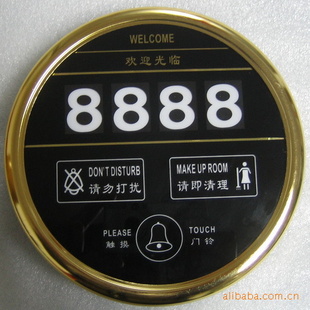 WELCOME
欢迎光临
8888
DON'T DISTURB
请勿打扰
MAKE UP ROOM
请即清理
PLEASE TOUCH
触摸 门铃
alibaba.com.cn